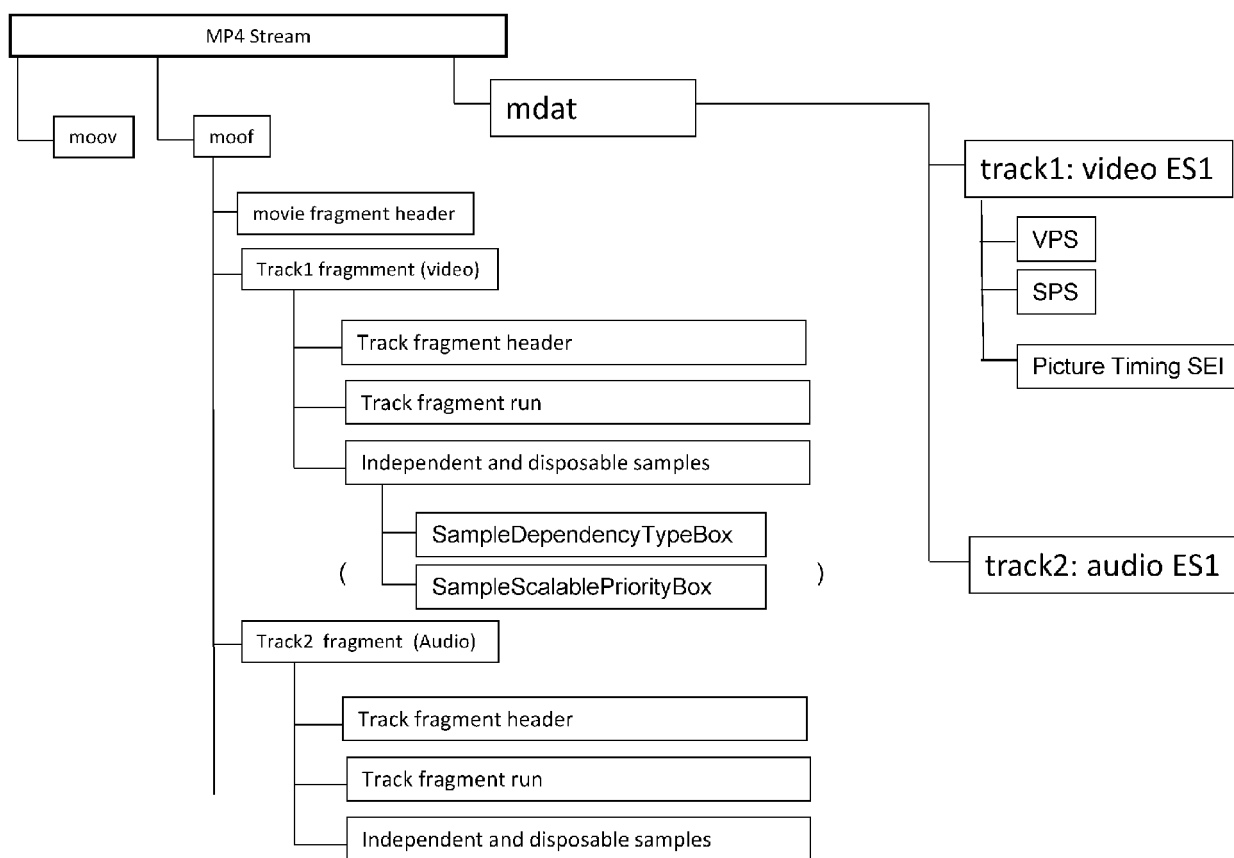 MP4 Stream
mdat
moov
moof
track1: video ES1
movie fragment header
VPS
Track1 fragmment (video)
SPS
Track fragment header
Picture Timing SEI
Track fragment run
Independent and disposable samples
SampleDependencyTypeBox
( SampleScalablePriorityBox )
track2: audio ES1
Track2 fragment (Audio)
Track fragment header
Track fragment run
Independent and disposable samples